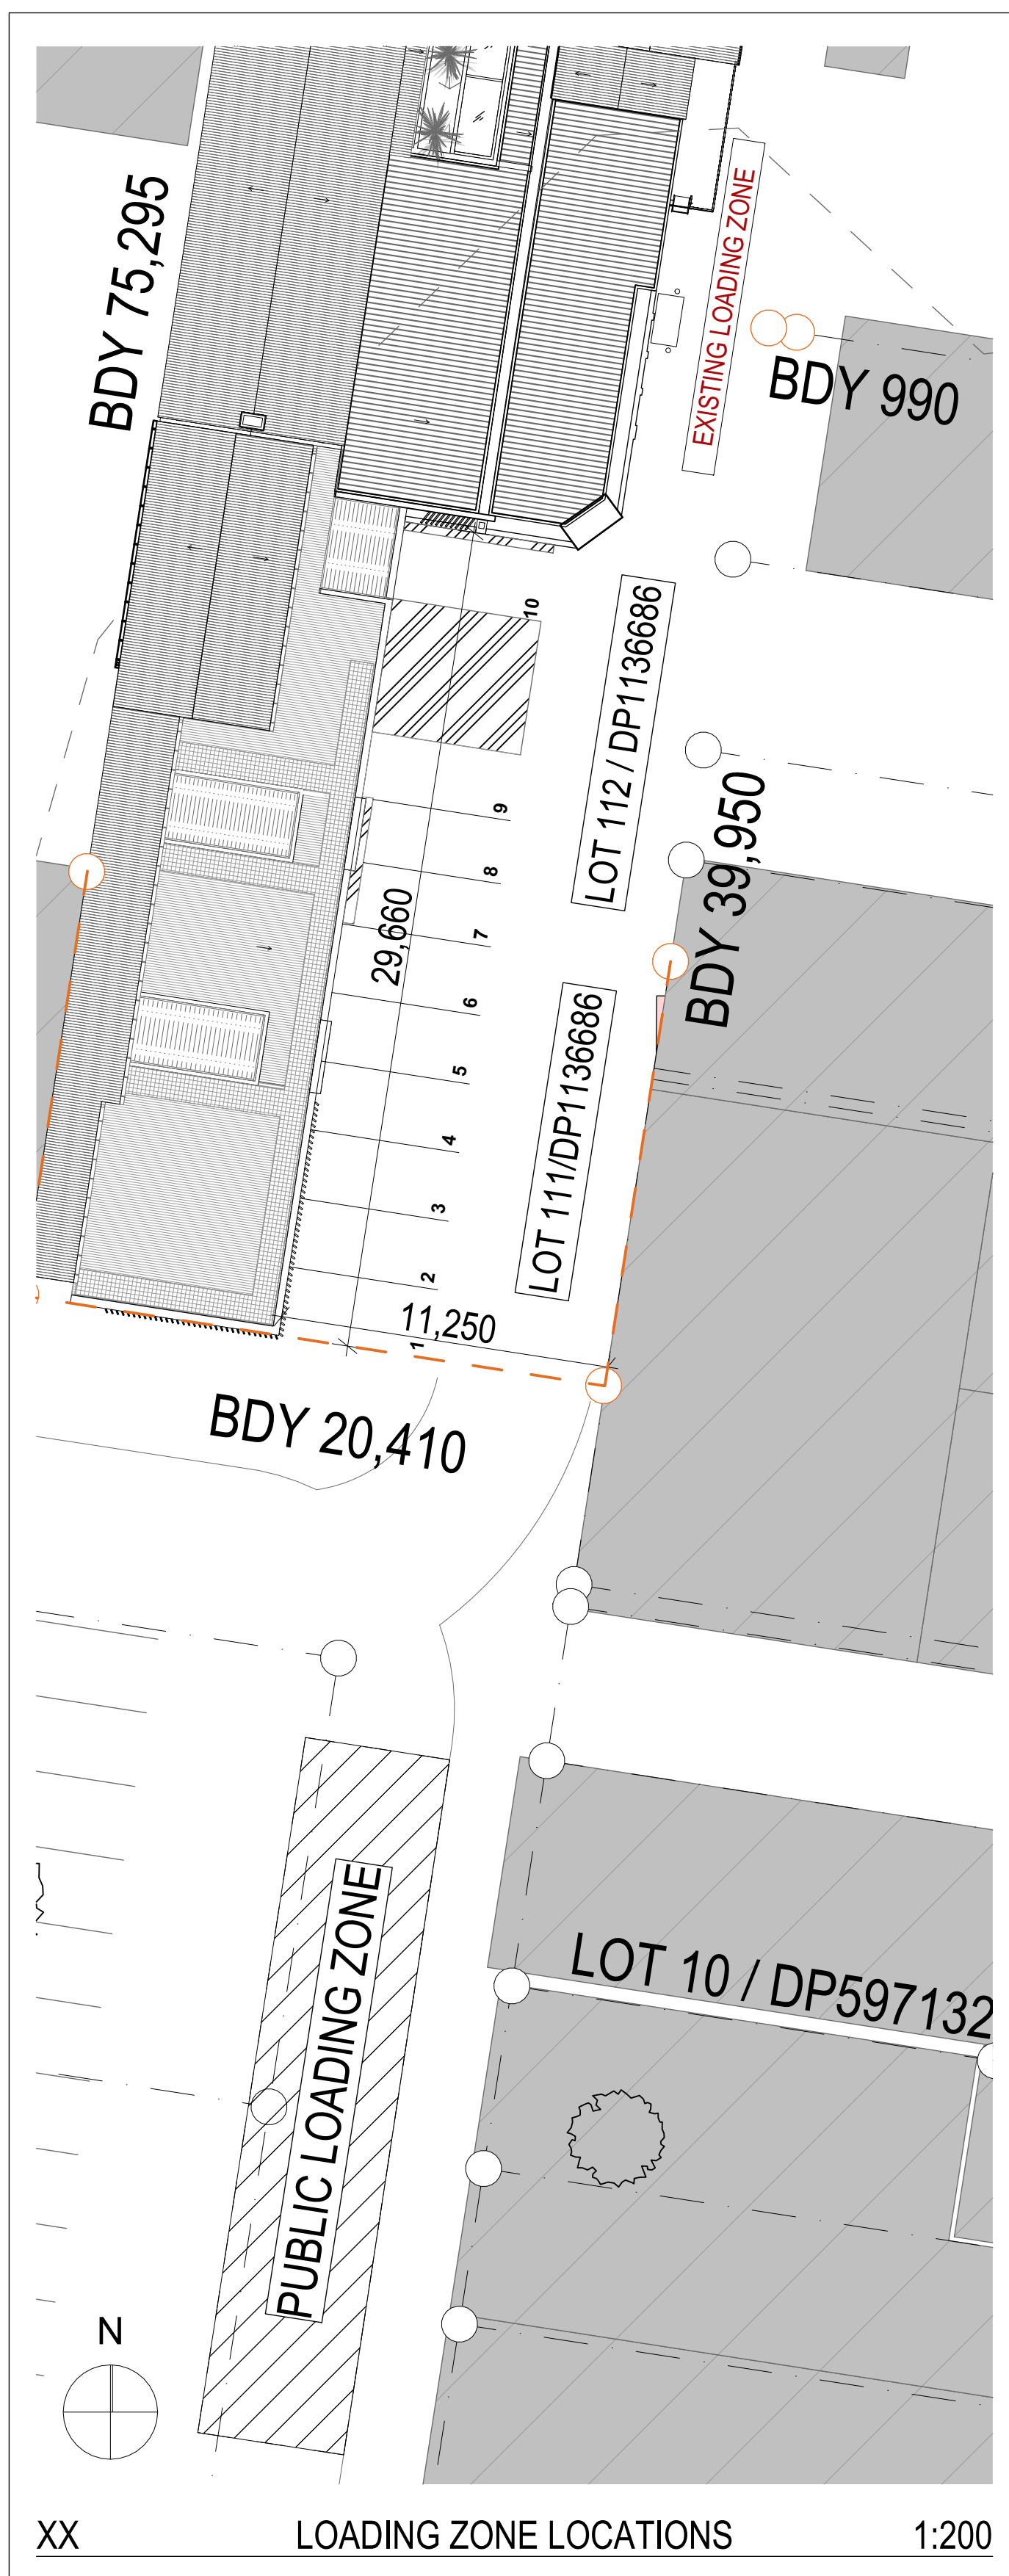 BDY 75,295
EXISTING LOADING ZONE
BDY 990
10
LOT 112 / DP1136686
BDY 39,950
9
8
7
29,660
6
LOT 111/DP1136686
5
4
3
2
11,250
1
BDY 20,410
PUBLIC LOADING ZONE
LOT 10 / DP597132
N
XX LOADING ZONE LOCATIONS 1:200